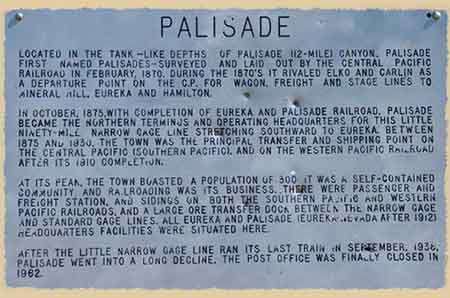 PALISADE
LOCATED IN THE TANK-LIKE DEPTHS OF PALISADE (12-MILE) CANYON, PALISADE
FIRST NAMED PALISADES-SURVEYED AND LAID OUT BY THE CENTRAL PACIFIC
RAILROAD IN FEBRUARY, 1870. DURING THE 1870'S IT RIVALED ELKO AND CARLIN AS
A DEPARTURE POINT ON THE C.P. FOR WAGON, FREIGHT AND STAGE LINES TO
MINERAL HILL, EUREKA AND HAMILTON.
IN OCTOBER, 1875, WITH COMPLETION OF EUREKA AND PALISADE RAILROAD, PALISADE
BECAME THE NORTHERN TERMINUS AND OPERATING HEADQUARTERS FOR THIS LITTLE
NINETY-MILE NARROW GAGE LINE STRETCHING SOUTHWARD TO EUREKA. BETWEEN
1875 AND 1930, THE TOWN WAS THE PRINCIPAL TRANSFER AND SHIPPING POINT ON
THE CENTRAL PACIFIC (SOUTHERN PACIFIC), AND ON THE WESTERN PACIFIC RAILROAD
AFTER ITS 1910 COMPLETION.
AT ITS PEAK, THE TOWN BOASTED A POPULATION OF 300. IT WAS A SELF-CONTAINED
COMMUNITY, AND RAILROADING WAS ITS BUSINESS. THERE WERE PASSENGER AND
FREIGHT STATION, AND SIDINGS ON BOTH THE SOUTHERN PACIFIC AND WESTERN
PACIFIC RAILROADS, AND A LARGE ORE TRANSFER DOCK BETWEEN THE NARROW GAGE
AND STANDARD GAGE LINES. ALL EUREKA AND PALISADE (EUREKA-NEVADA AFTER 1912)
HEADQUARTERS FACILITIES WERE SITUATED HERE.
AFTER THE LITTLE NARROW GAGE LINE RAN ITS LAST TRAIN IN SEPTEMBER, 1938,
PALISADE WENT INTO A LONG DECLINE. THE POST OFFICE WAS FINALLY CLOSED IN
1962.